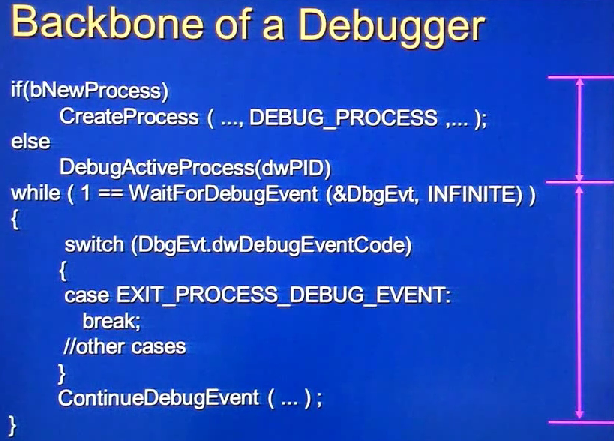 Backbone of a Debugger
if(bNewProcess)
CreateProcess ( ..., DEBUG_PROCESS ,... );
else
DebugActiveProcess(dwPID)
while ( 1 == WaitForDebugEvent (&DbgEvt, INFINITE) )
{
switch (DbgEvt.dwDebugEventCode)
{
case EXIT_PROCESS_DEBUG_EVENT:
break;
//other cases
}
ContinueDebugEvent ( ... ) ;
}